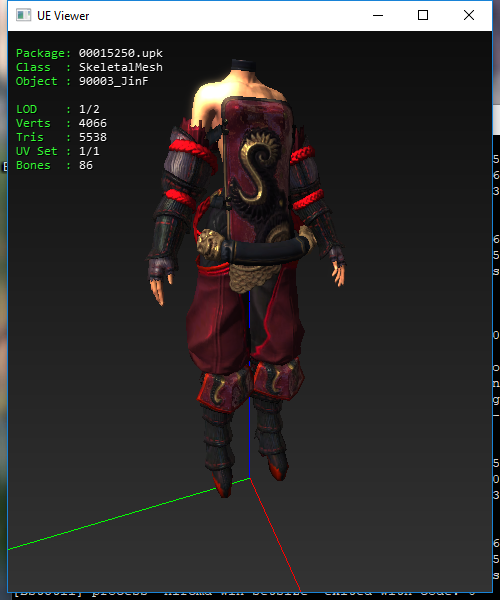 UE Viewer
Package: 00015250.upk
Class : SkeletalMesh
Object : 90003_JinF
LOD : 1/2
Verts : 4066
Tris : 5538
UV Set : 1/1
Bones : 86